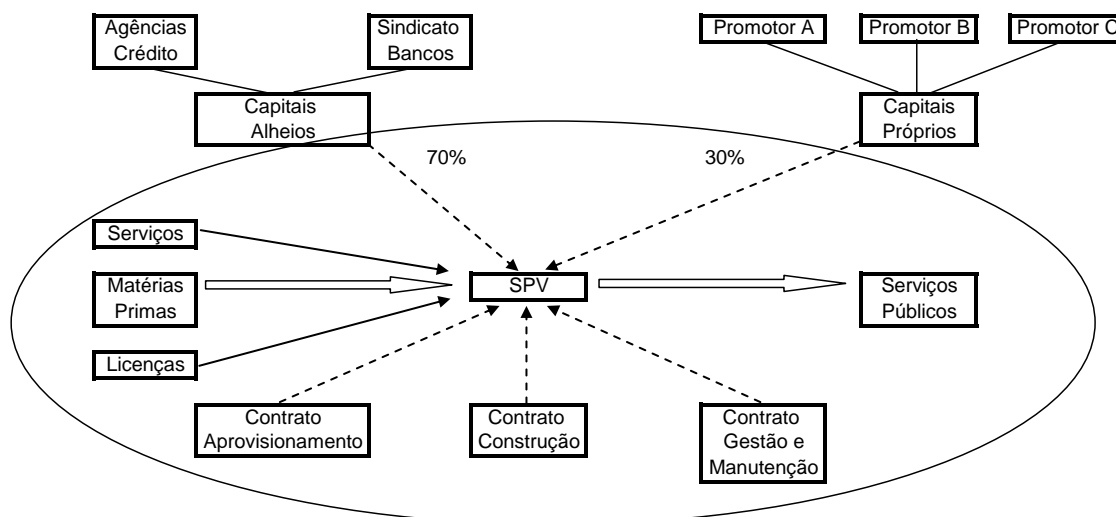 Agências
Crédito
Sindicato
Bancos
Promotor A
Promotor B
Promotor C
Capitais
Alheios
Capitais
Próprios
70%
30%
Serviços
Matérias
Primas
SPV
Serviços
Públicos
Licenças
Contrato
Aprovisionamento
Contrato
Construção
Contrato
Gestão e
Manutenção